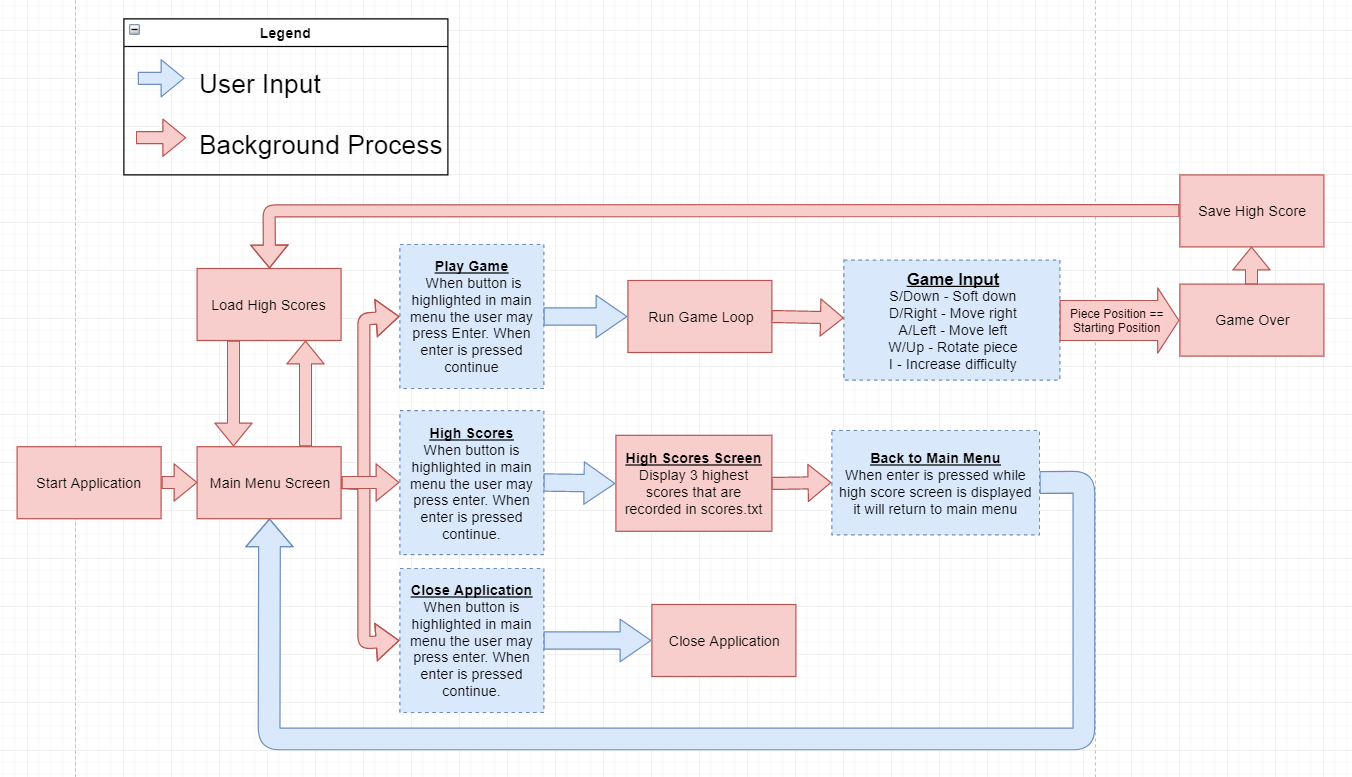 Legend
User Input
Background Process
Save High Score
Load High Scores
Play Game
When button is
highlighted in main
menu the user may
press Enter. When
enter is pressed
continue
Run Game Loop
Game Input
S/Down - Soft down
D/Right - Move right
A/Left - Move left
W/Up - Rotate piece
I - Increase difficulty
Piece Position ==
Starting Position
Game Over
Start Application
Main Menu Screen
High Scores
When button is
highlighted in main
menu the user may
press enter. When
enter is pressed
continue.
High Scores Screen
Display 3 highest
scores that are
recorded in scores.txt
Back to Main Menu
When enter is pressed while
high score screen is displayed
it will return to main menu
Close Application
When button is
highlighted in main
menu the user may
press enter. When
enter is pressed
continue.
Close Application